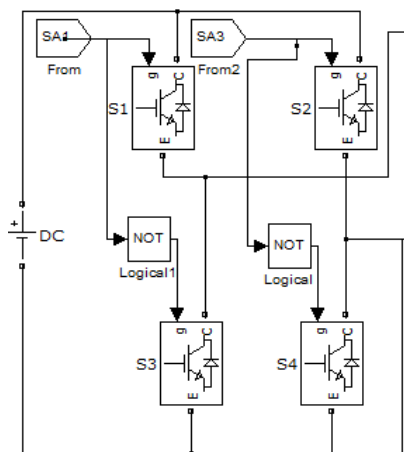 SA1
SA3
From
From2
g
C
g
C
S1
S2
E
E
+
DC
NOT
NOT
Logical1
Logical
g
C
g
C
S3
S4
E
E